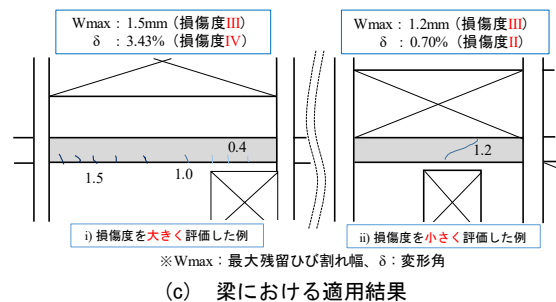 Wmax：1.5mm（損傷度III）
δ ：3.43%（損傷度IV）
Wmax：1.2mm（損傷度III）
δ ：0.70%（損傷度II）
0.4
1.0
1.5
1.2
i) 損傷度を大きく評価した例
ii) 損傷度を小さく評価した例
※Wmax：最大残留ひび割れ幅、δ：変形角
(c) 梁における適用結果